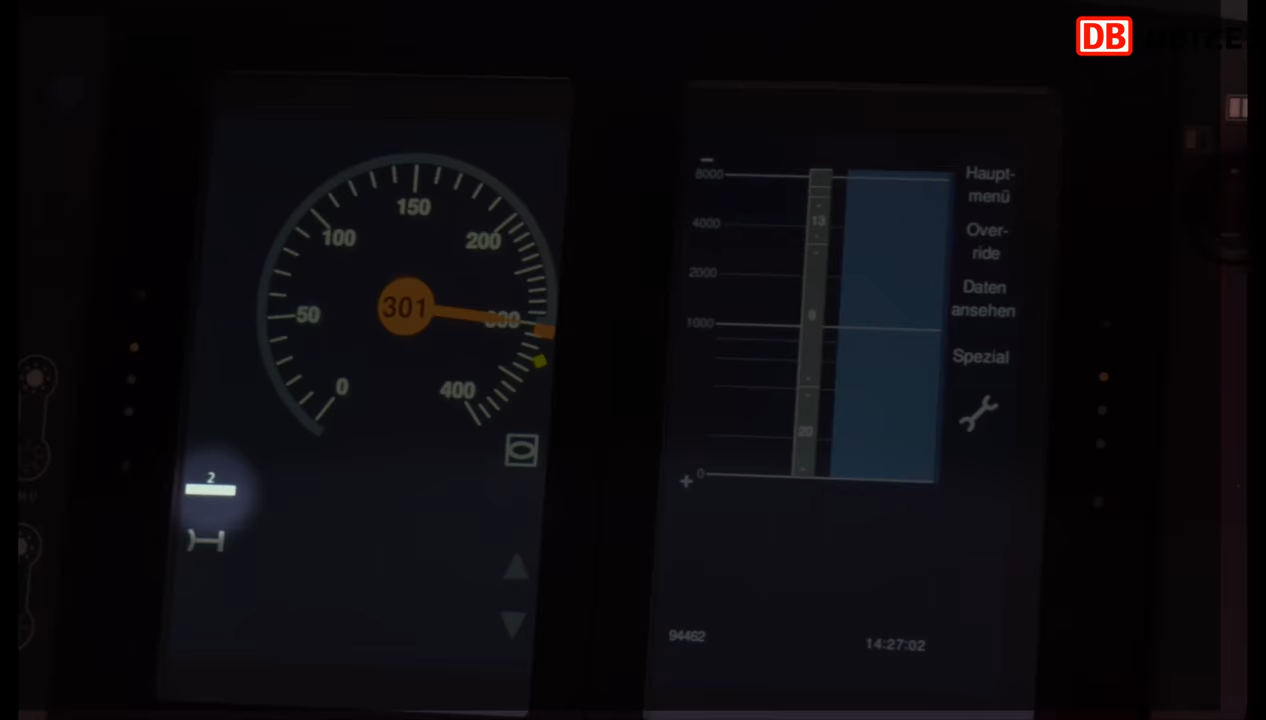 DB
150
100
200
50
301
300
0
400
2
8000
4000
2000
1000
0
13
8
20
Haupt-
menü
Over-
ride
Daten
ansehen
Spezial
94462
14:27:02